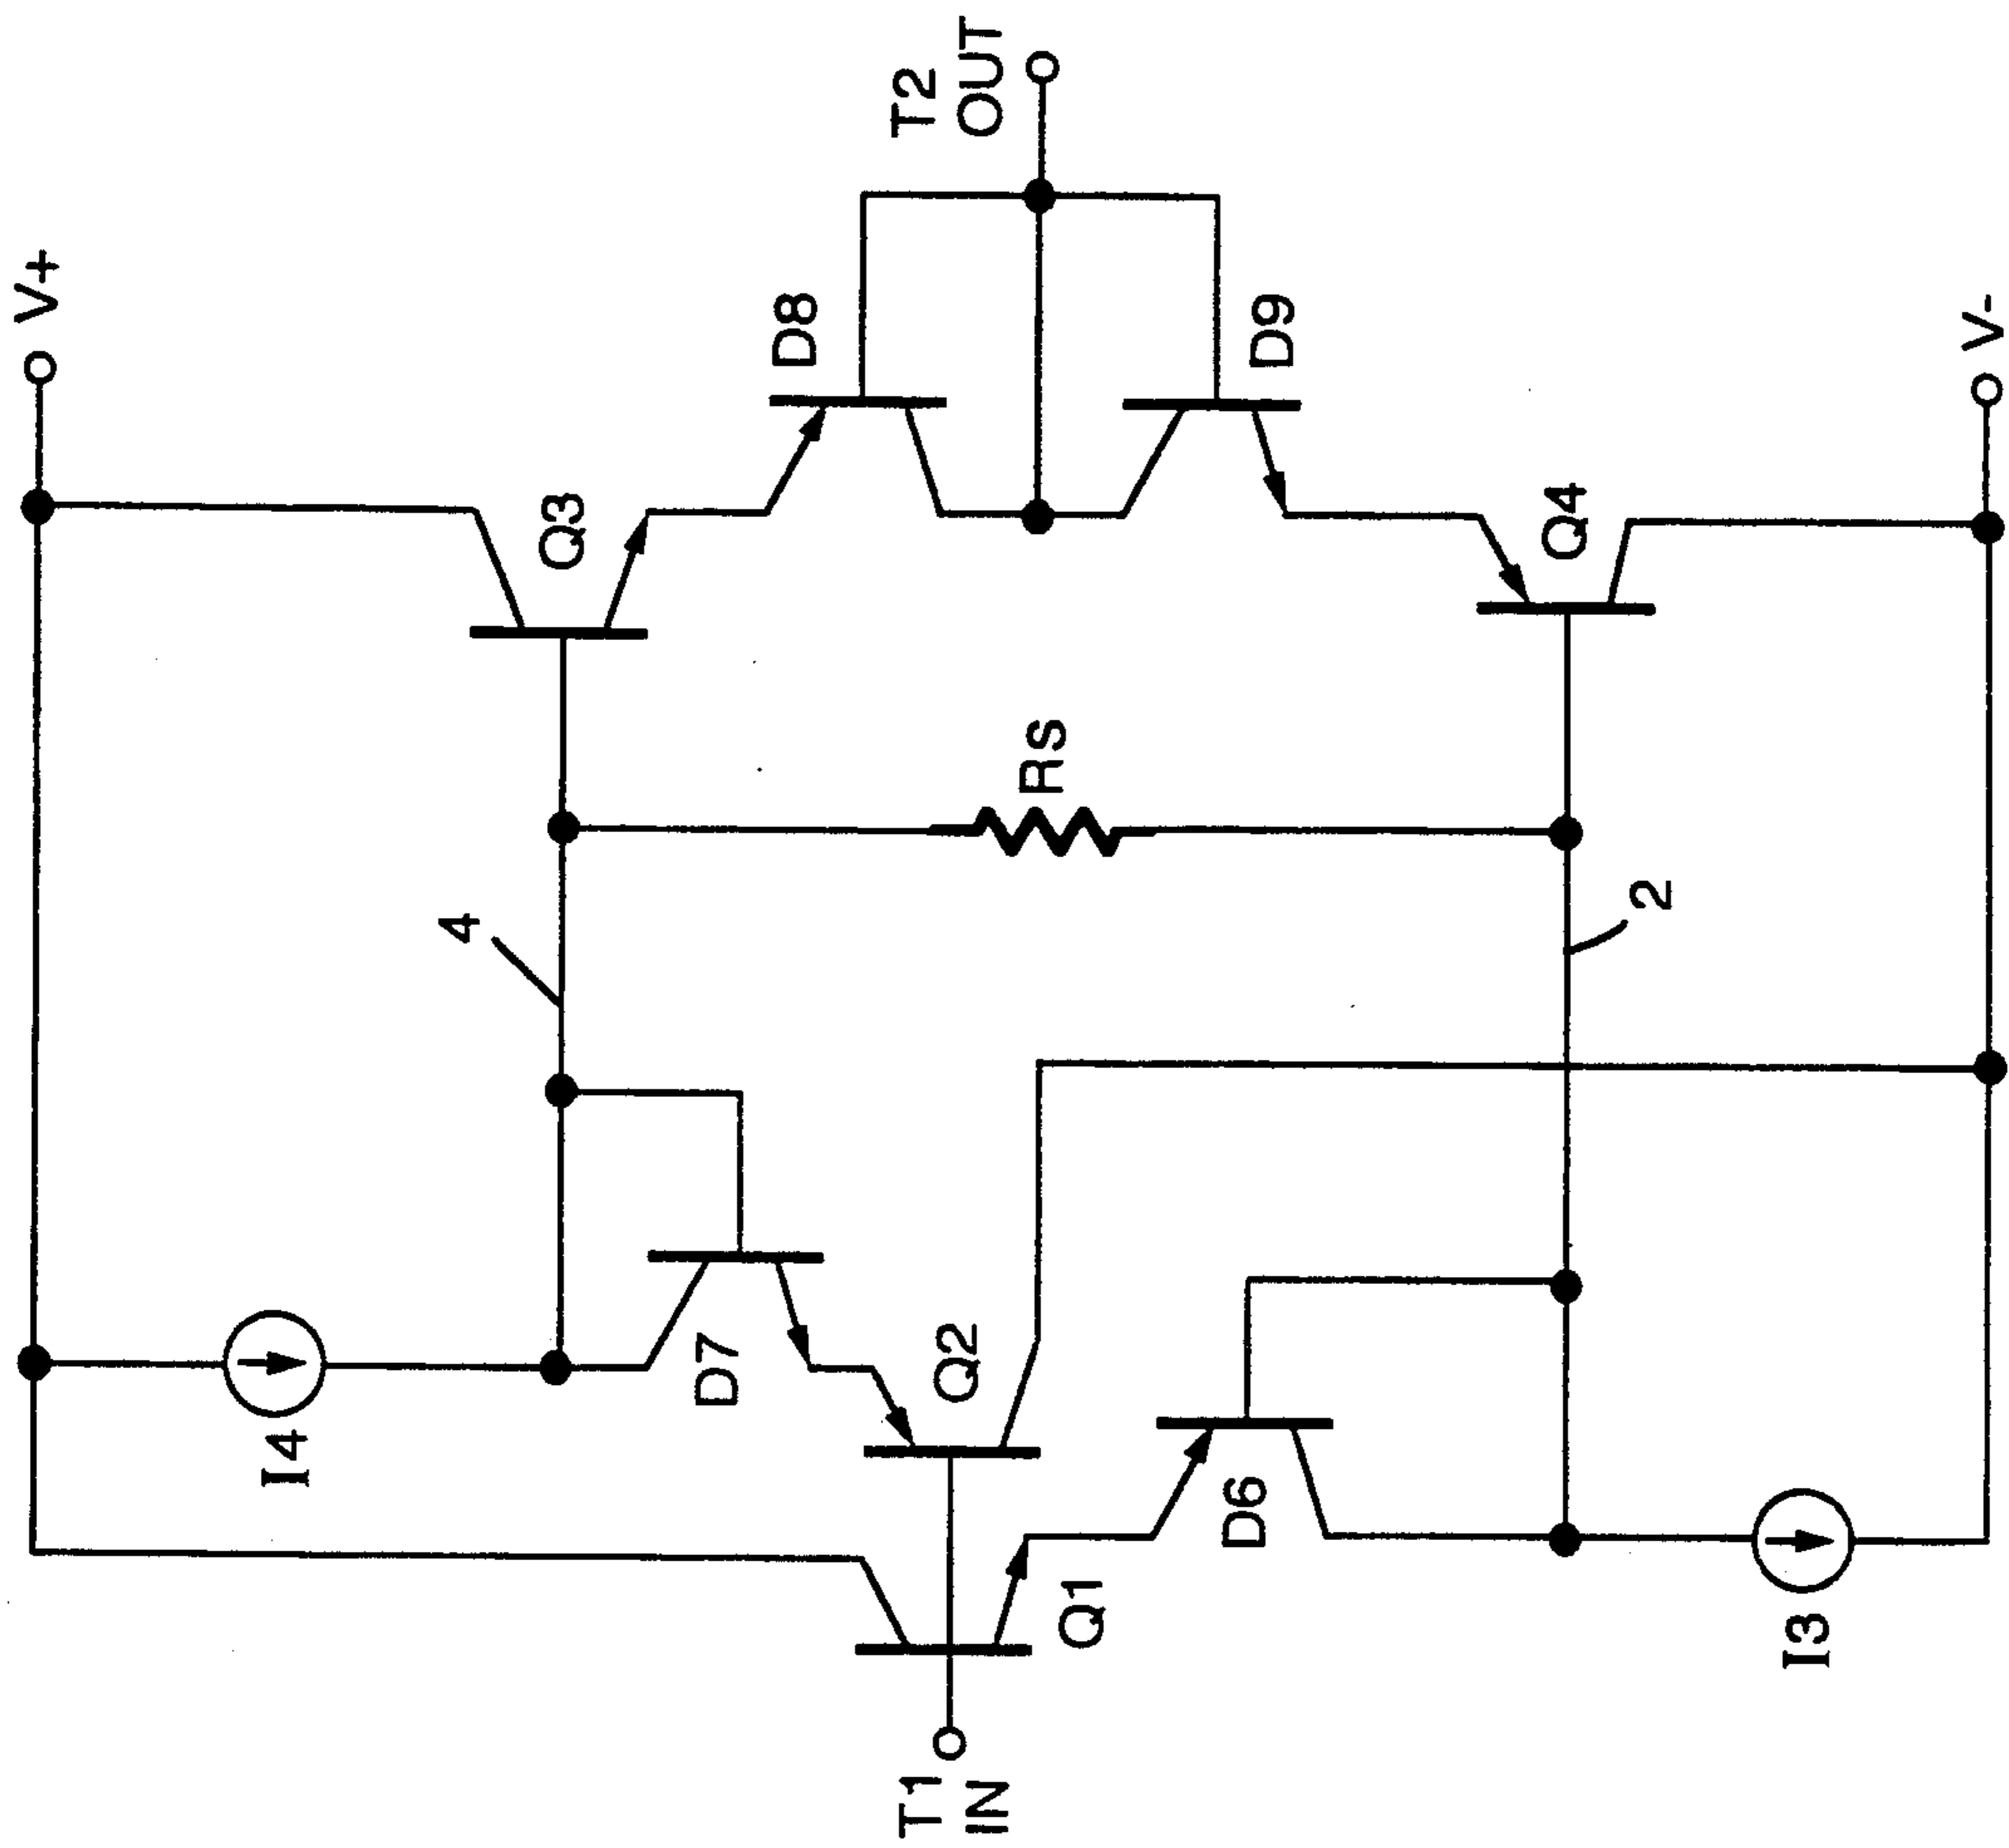 V+
I4
4
Q3
D7
D8
Q2
T1
IN
Rs
T2
OUT
Q1
D6
D9
2
Q4
I3
V-